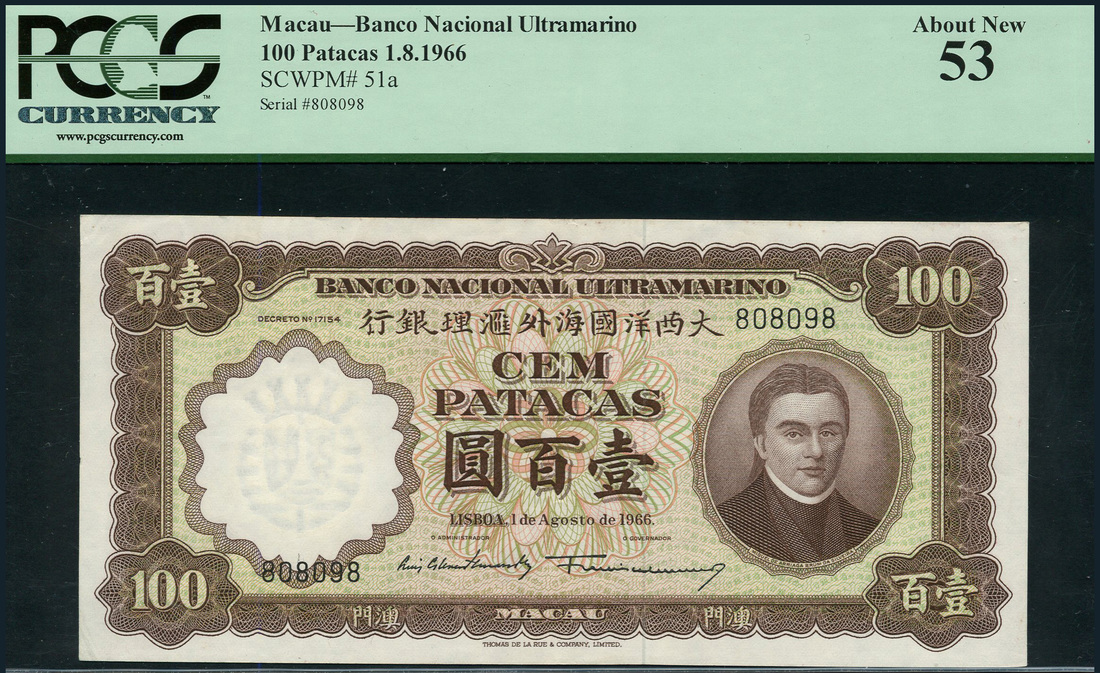 PCGS
CURRENCY
www.pcgscurrency.com
Macau—Banco Nacional Ultramarino
100 Patacas 1.8.1966
SCWPM# 51a
Serial #808098
About New
53
百壹
100
BANCO NACIONAL ULTRAMARINO
DECRETO Nº 17154
行銀理滙外海國洋西大
808098
CEM
PATACAS
圓百壹
LISBOA, 1 de Agosto de 1966.
O ADMINISTRADOR
O GOVERNADOR
808098
100
百壹
門澳
MACAU
門澳
THOMAS DE LA RUE & COMPANY, LIMITED.